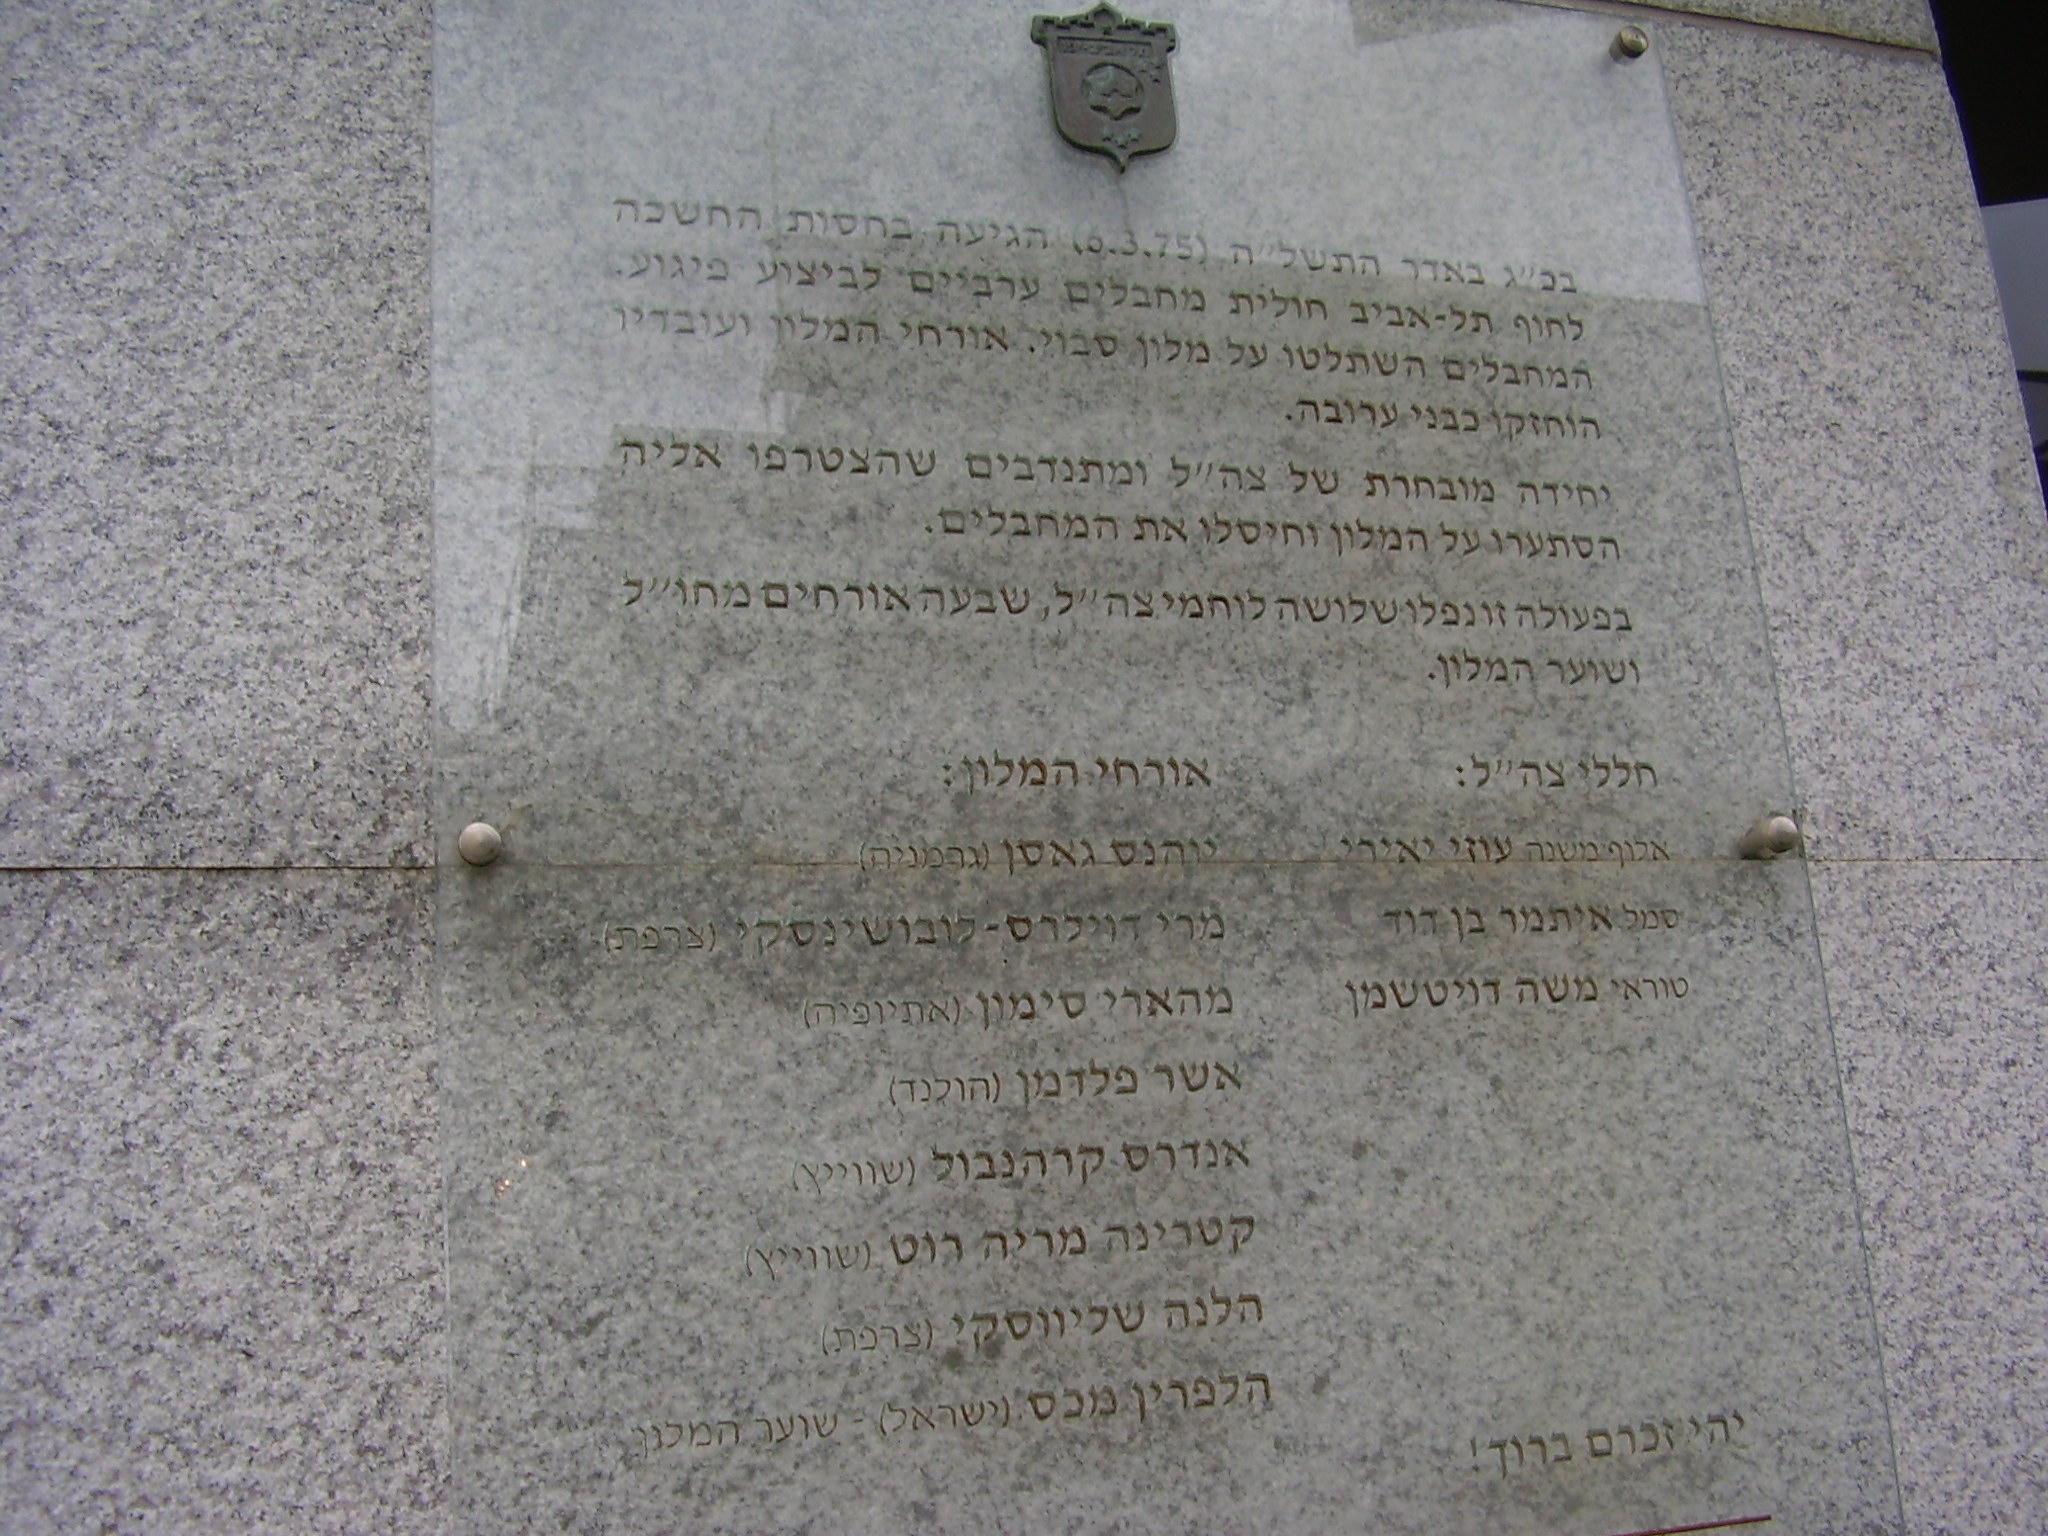 בכ״ג באדר התשל״ה (6.3.75) הגיעה בחסות החשכה
לחוף תל-אביב חולית מחבלים ערביים לביצוע פיגוע.
המחבלים השתלטו על מלון סבוי. אורחי המלון ועובדיו
הוחזקו כבני ערובה.
יחידה מובחרת של צה״ל ומתנדבים שהצטרפו אליה
הסתערו על המלון וחיסלו את המחבלים.
בפעולה זו נפלו שלושה לוחמי צה״ל, שבעה אורחים מחו״ל
ושוער המלון.
חללי צה״ל:
אלוף משנה עוזי יאירי
סמל איתמר בן דוד
טוראי משה דויטשמן
אורחי המלון:
יוהנס גאסן (גרמניה)
מרי דוילרס-לובושינסקי (צרפת)
מהארי סימון (אתיופיה)
אשר פלדמן (הולנד)
אנדרס קרהנבול (שווייץ)
קטרינה מריה רוט (שווייץ)
הלנה שליווסקי (צרפת)
הלפרין מכס (ישראל) - שוער המלון
יהי זכרם ברוך!